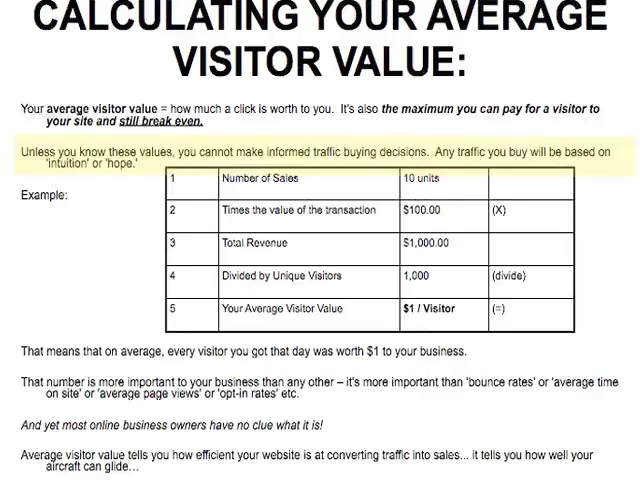 CALCULATING YOUR AVERAGE
VISITOR VALUE:
Your average visitor value = how much a click is worth to you. It's also the maximum you can pay for a visitor to
your site and still break even.
Unless you know these values, you cannot make informed traffic buying decisions. Any traffic you buy will be based on
'intuition' or 'hope.'
Example:
1 Number of Sales 10 units
2 Times the value of the transaction $100.00 (X)
3 Total Revenue $1,000.00
4 Divided by Unique Visitors 1,000 (divide)
5 Your Average Visitor Value $1 / Visitor (=)
That means that on average, every visitor you got that day was worth $1 to your business.
That number is more important to your business than any other – it's more important than 'bounce rates' or 'average time
on site' or 'average page views' or 'opt-in rates' etc.
And yet most online business owners have no clue what it is!
Average visitor value tells you how efficient your website is at converting traffic into sales... it tells you how well your
aircraft can glide…